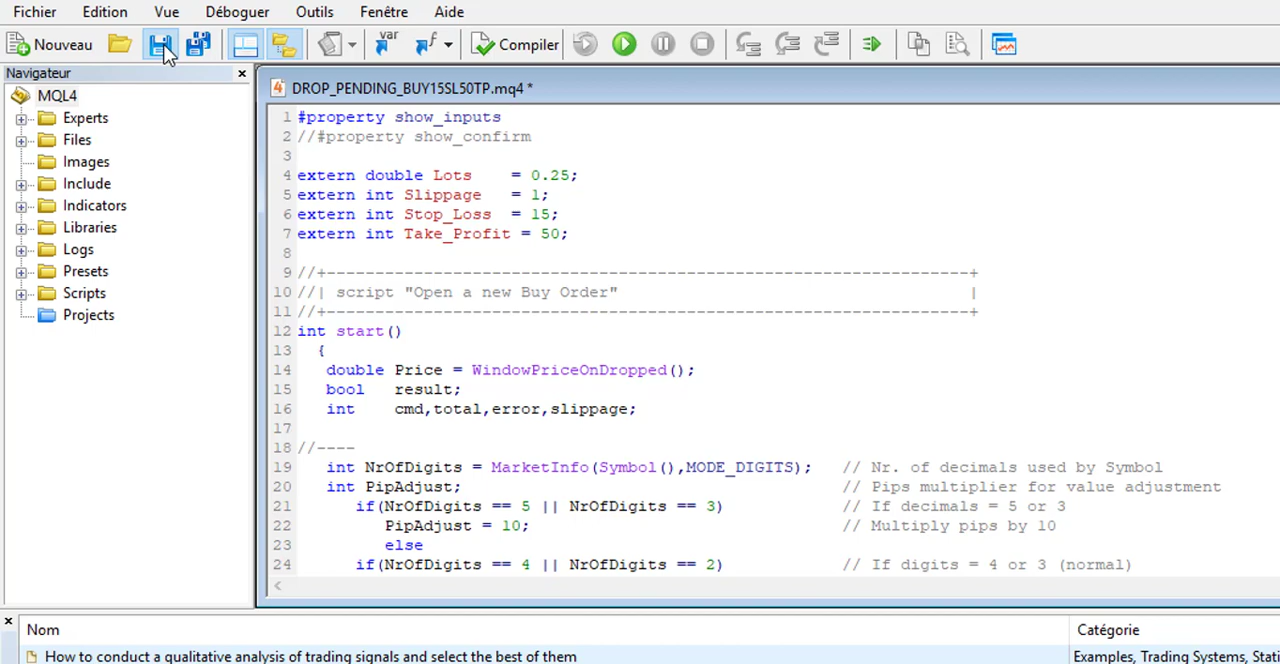 Fichier Edition Vue Déboguer Outils Fenêtre Aide
Nouveau var f Compiler
Navigateur
MQL4
Experts
Files
Images
Include
Indicators
Libraries
Logs
Presets
Scripts
Projects
DROP_PENDING_BUY15SL50TP.mq4 *
1 #property show_inputs
2 //#property show_confirm
3
4 extern double Lots    = 0.25;
5 extern int Slippage   = 1;
6 extern int Stop_Loss  = 15;
7 extern int Take_Profit = 50;
8
9 //+------------------------------------------------------------------+
10 //| script "Open a new Buy Order"                                    |
11 //+------------------------------------------------------------------+
12 int start()
13   {
14    double Price = WindowPriceOnDropped();
15    bool   result;
16    int    cmd,total,error,slippage;
17
18 //----
19    int NrOfDigits = MarketInfo(Symbol(),MODE_DIGITS);   // Nr. of decimals used by Symbol
20    int PipAdjust;                                       // Pips multiplier for value adjustment
21       if(NrOfDigits == 5 || NrOfDigits == 3)            // If decimals = 5 or 3
22          PipAdjust = 10;                                // Multiply pips by 10
23          else
24       if(NrOfDigits == 4 || NrOfDigits == 2)            // If digits = 4 or 3 (normal)
Nom Catégorie
How to conduct a qualitative analysis of trading signals and select the best of them Examples, Trading Systems, Stati